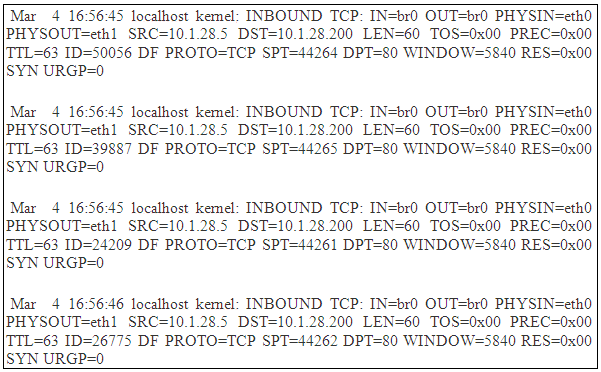 Mar 4 16:56:45 localhost kernel: INBOUND TCP: IN=br0 OUT=br0 PHYSIN=eth0
PHYSOUT=eth1 SRC=10.1.28.5 DST=10.1.28.200 LEN=60 TOS=0x00 PREC=0x00
TTL=63 ID=50056 DF PROTO=TCP SPT=44264 DPT=80 WINDOW=5840 RES=0x00
SYN URGP=0
Mar 4 16:56:45 localhost kernel: INBOUND TCP: IN=br0 OUT=br0 PHYSIN=eth0
PHYSOUT=eth1 SRC=10.1.28.5 DST=10.1.28.200 LEN=60 TOS=0x00 PREC=0x00
TTL=63 ID=39887 DF PROTO=TCP SPT=44265 DPT=80 WINDOW=5840 RES=0x00
SYN URGP=0
Mar 4 16:56:45 localhost kernel: INBOUND TCP: IN=br0 OUT=br0 PHYSIN=eth0
PHYSOUT=eth1 SRC=10.1.28.5 DST=10.1.28.200 LEN=60 TOS=0x00 PREC=0x00
TTL=63 ID=24209 DF PROTO=TCP SPT=44261 DPT=80 WINDOW=5840 RES=0x00
SYN URGP=0
Mar 4 16:56:46 localhost kernel: INBOUND TCP: IN=br0 OUT=br0 PHYSIN=eth0
PHYSOUT=eth1 SRC=10.1.28.5 DST=10.1.28.200 LEN=60 TOS=0x00 PREC=0x00
TTL=63 ID=26775 DF PROTO=TCP SPT=44262 DPT=80 WINDOW=5840 RES=0x00
SYN URGP=0